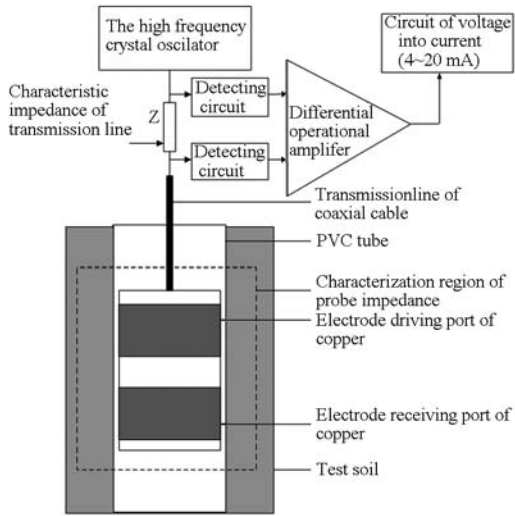 The high frequency
crystal oscilator
Circuit of voltage
into current
(4~20 mA)
Characteristic
impedance of
transmission line
Z
Detecting
circuit
Detecting
circuit
Differential
operational
amplifer
Transmissionline of
coaxial cable
PVC tube
Characterization region of
probe impedance
Electrode driving port of
copper
Electrode receiving port of
copper
Test soil